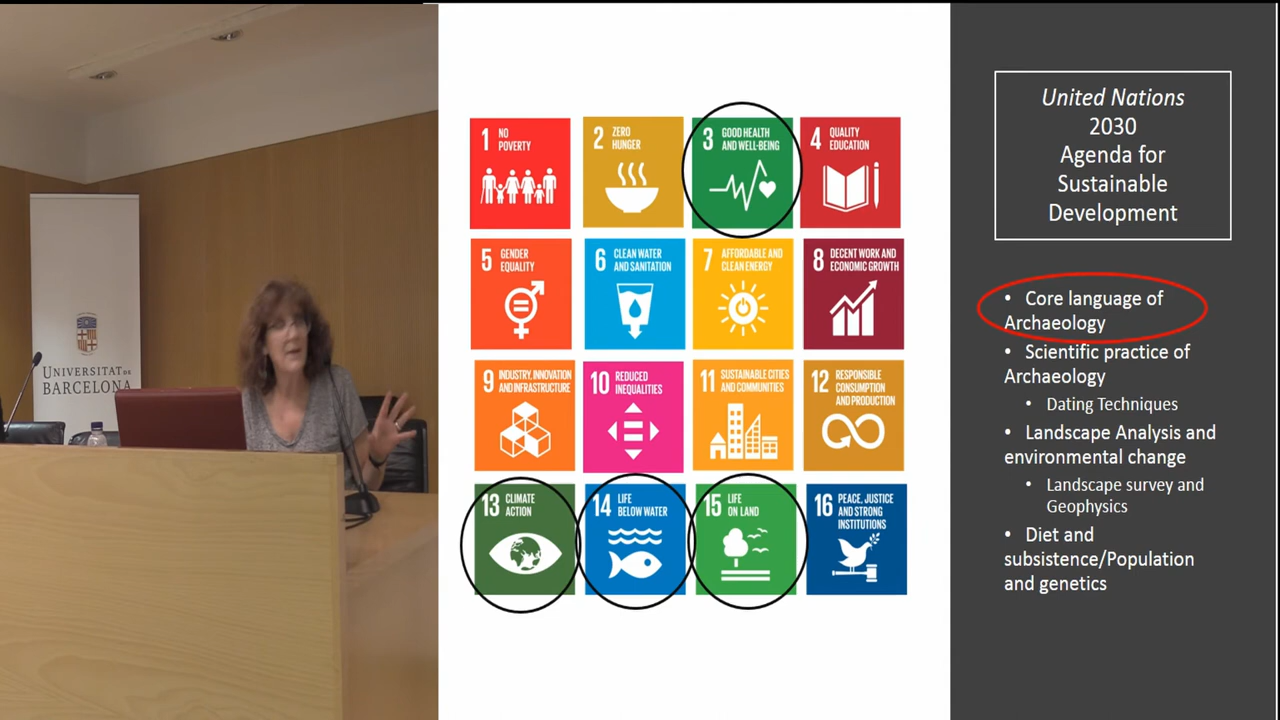 UNIVERSITAT DE
BARCELONA
1 NO
POVERTY
2 ZERO
HUNGER
3 GOOD HEALTH
AND WELL-BEING
4 QUALITY
EDUCATION
5 GENDER
EQUALITY
6 CLEAN WATER
AND SANITATION
7 AFFORDABLE AND
CLEAN ENERGY
8 DECENT WORK AND
ECONOMIC GROWTH
9 INDUSTRY, INNOVATION
AND INFRASTRUCTURE
10 REDUCED
INEQUALITIES
11 SUSTAINABLE CITIES
AND COMMUNITIES
12 RESPONSIBLE
CONSUMPTION
AND PRODUCTION
13 CLIMATE
ACTION
14 LIFE
BELOW WATER
15 LIFE
ON LAND
16 PEACE, JUSTICE
AND STRONG
INSTITUTIONS
United Nations
2030
Agenda for
Sustainable
Development
• Core language of
Archaeology
• Scientific practice of
Archaeology
• Dating Techniques
• Landscape Analysis and
environmental change
• Landscape survey and
Geophysics
• Diet and
subsistence/Population
and genetics